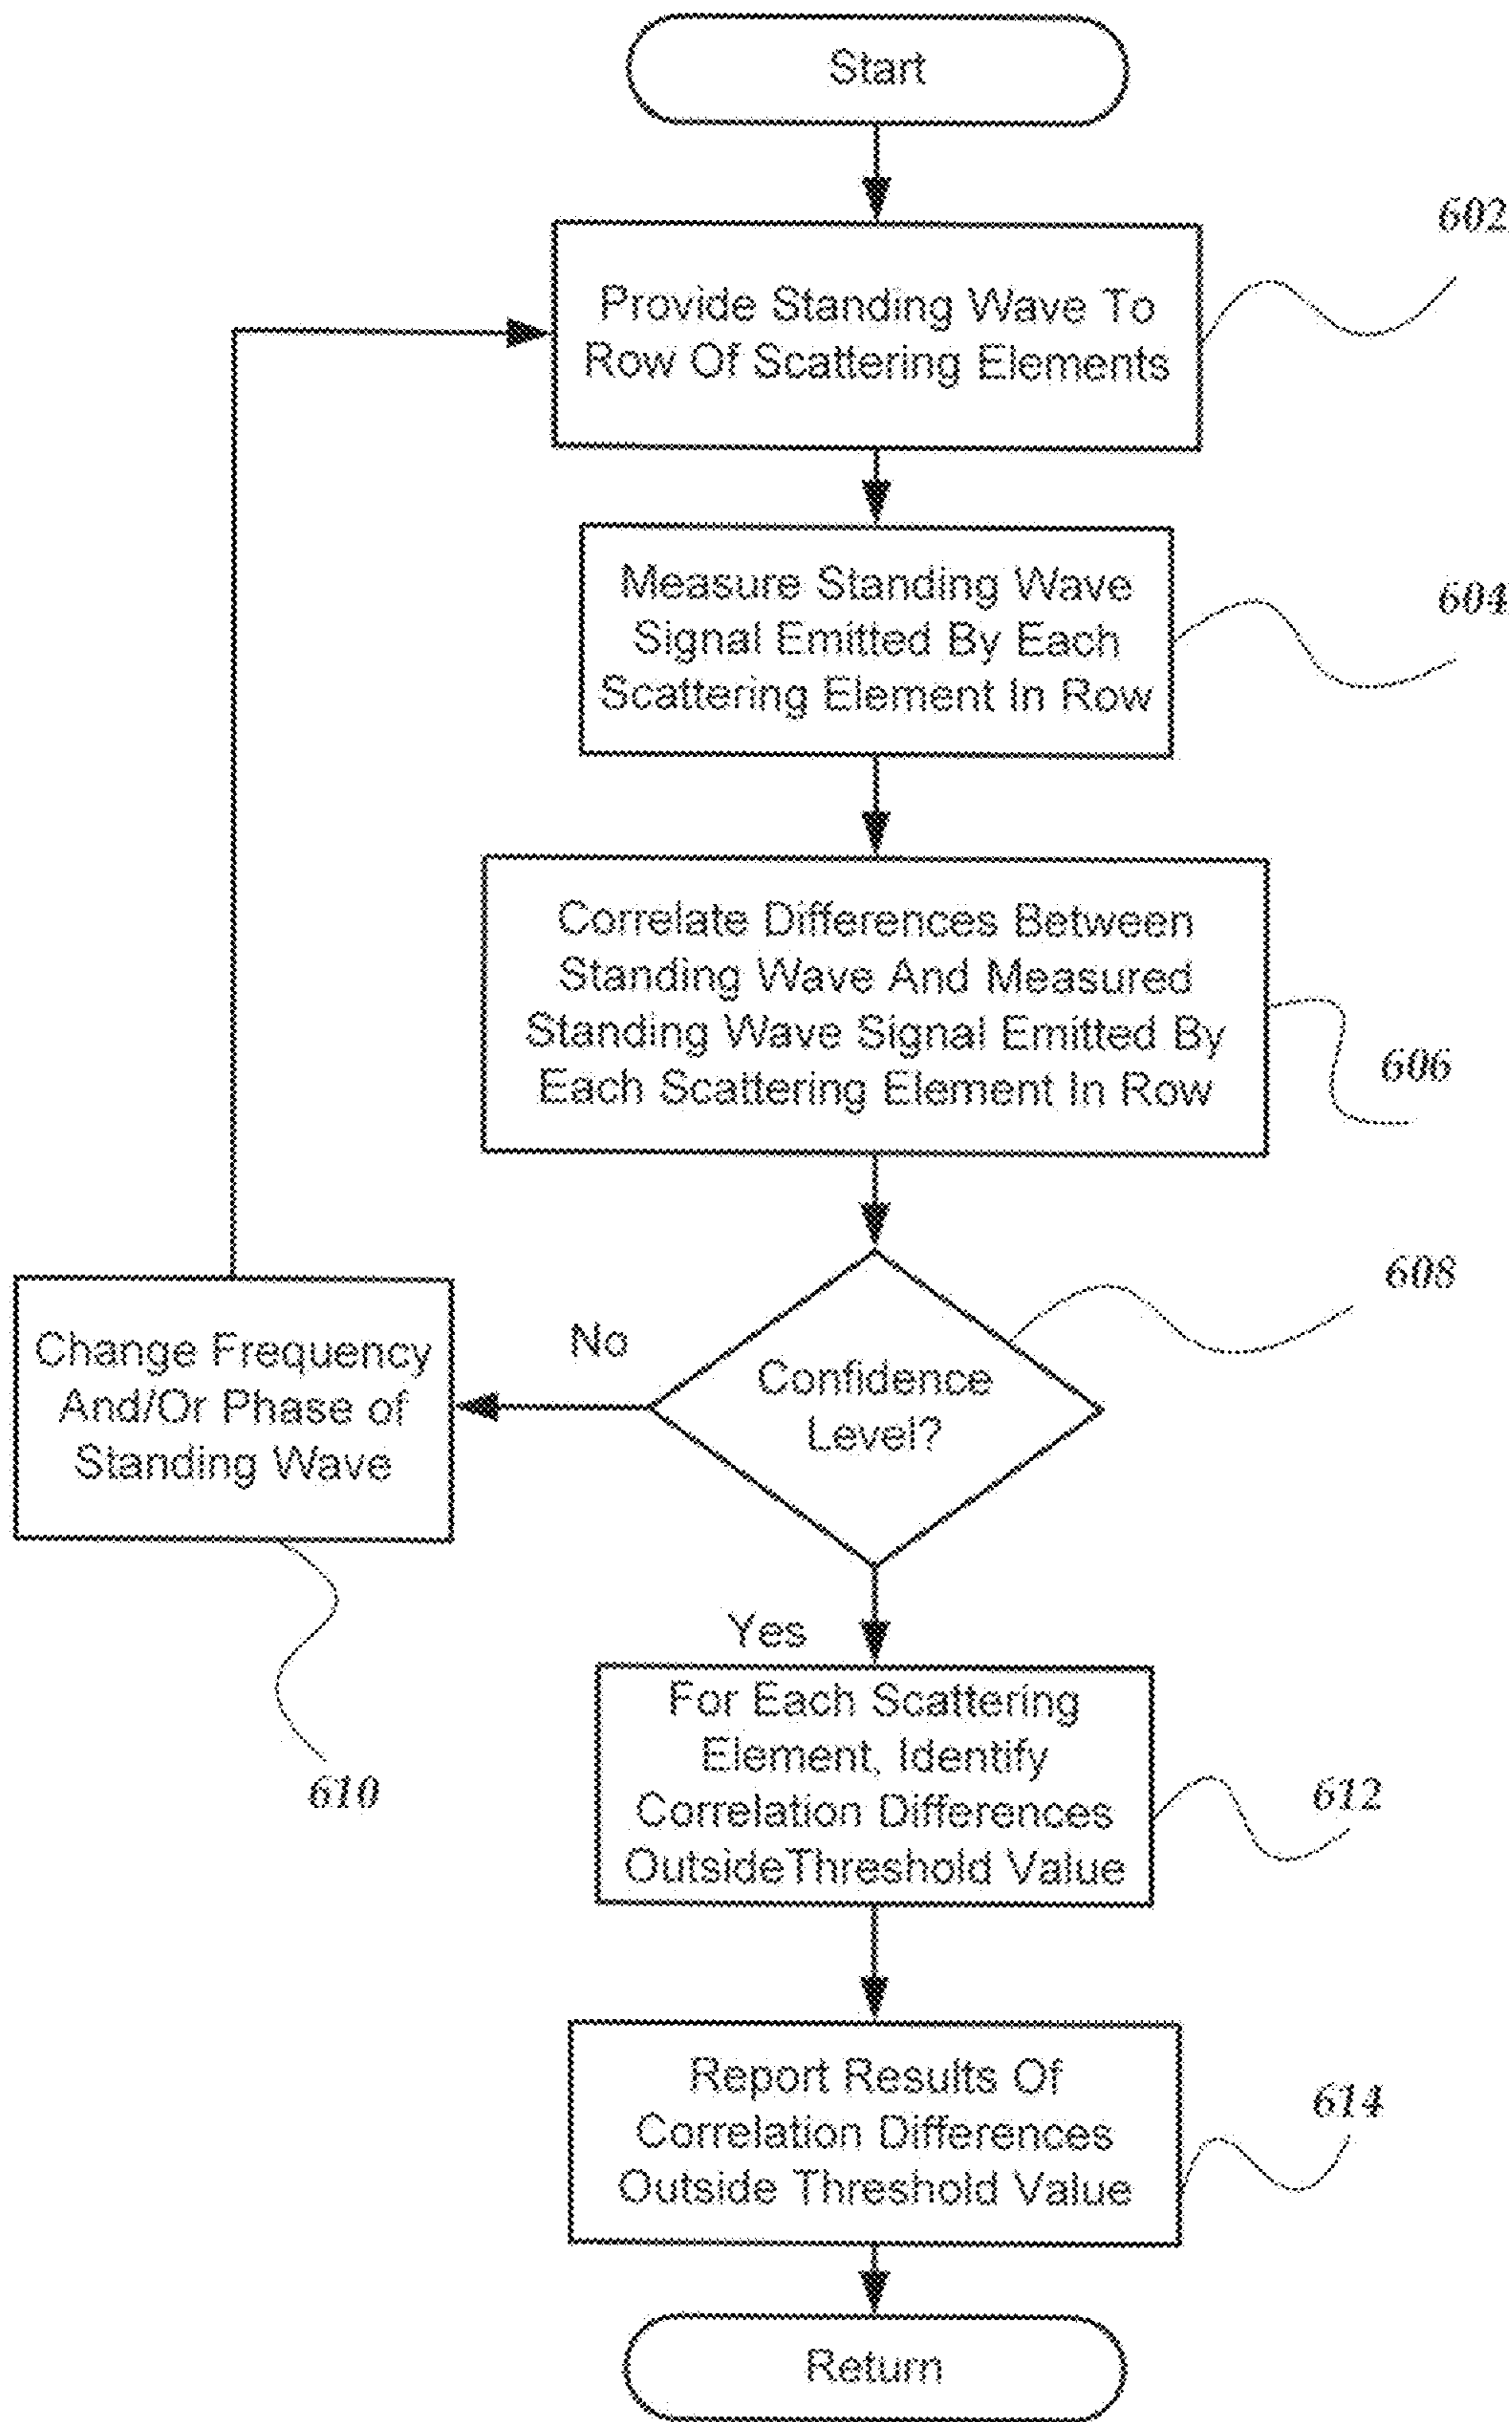 Start
602
Provide Standing Wave To
Row Of Scattering Elements
Measure Standing Wave
Signal Emitted By Each
Scattering Element In Row
604
Correlate Differences Between
Standing Wave And Measured
Standing Wave Signal Emitted By
Each Scattering Element In Row
606
608
Confidence
Level?
No
Change Frequency
And/Or Phase of
Standing Wave
610
Yes
For Each Scattering
Element, Identify
Correlation Differences
OutsideThreshold Value
612
Report Results Of
Correlation Differences
Outside Threshold Value
614
Return